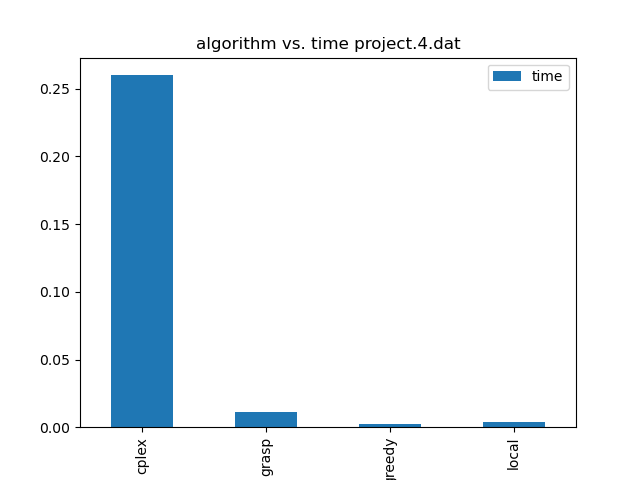 algorithm vs. time project.4.dat
time
0.25
0.20
0.15
0.10
0.05
0.00
cplex
grasp
greedy
local